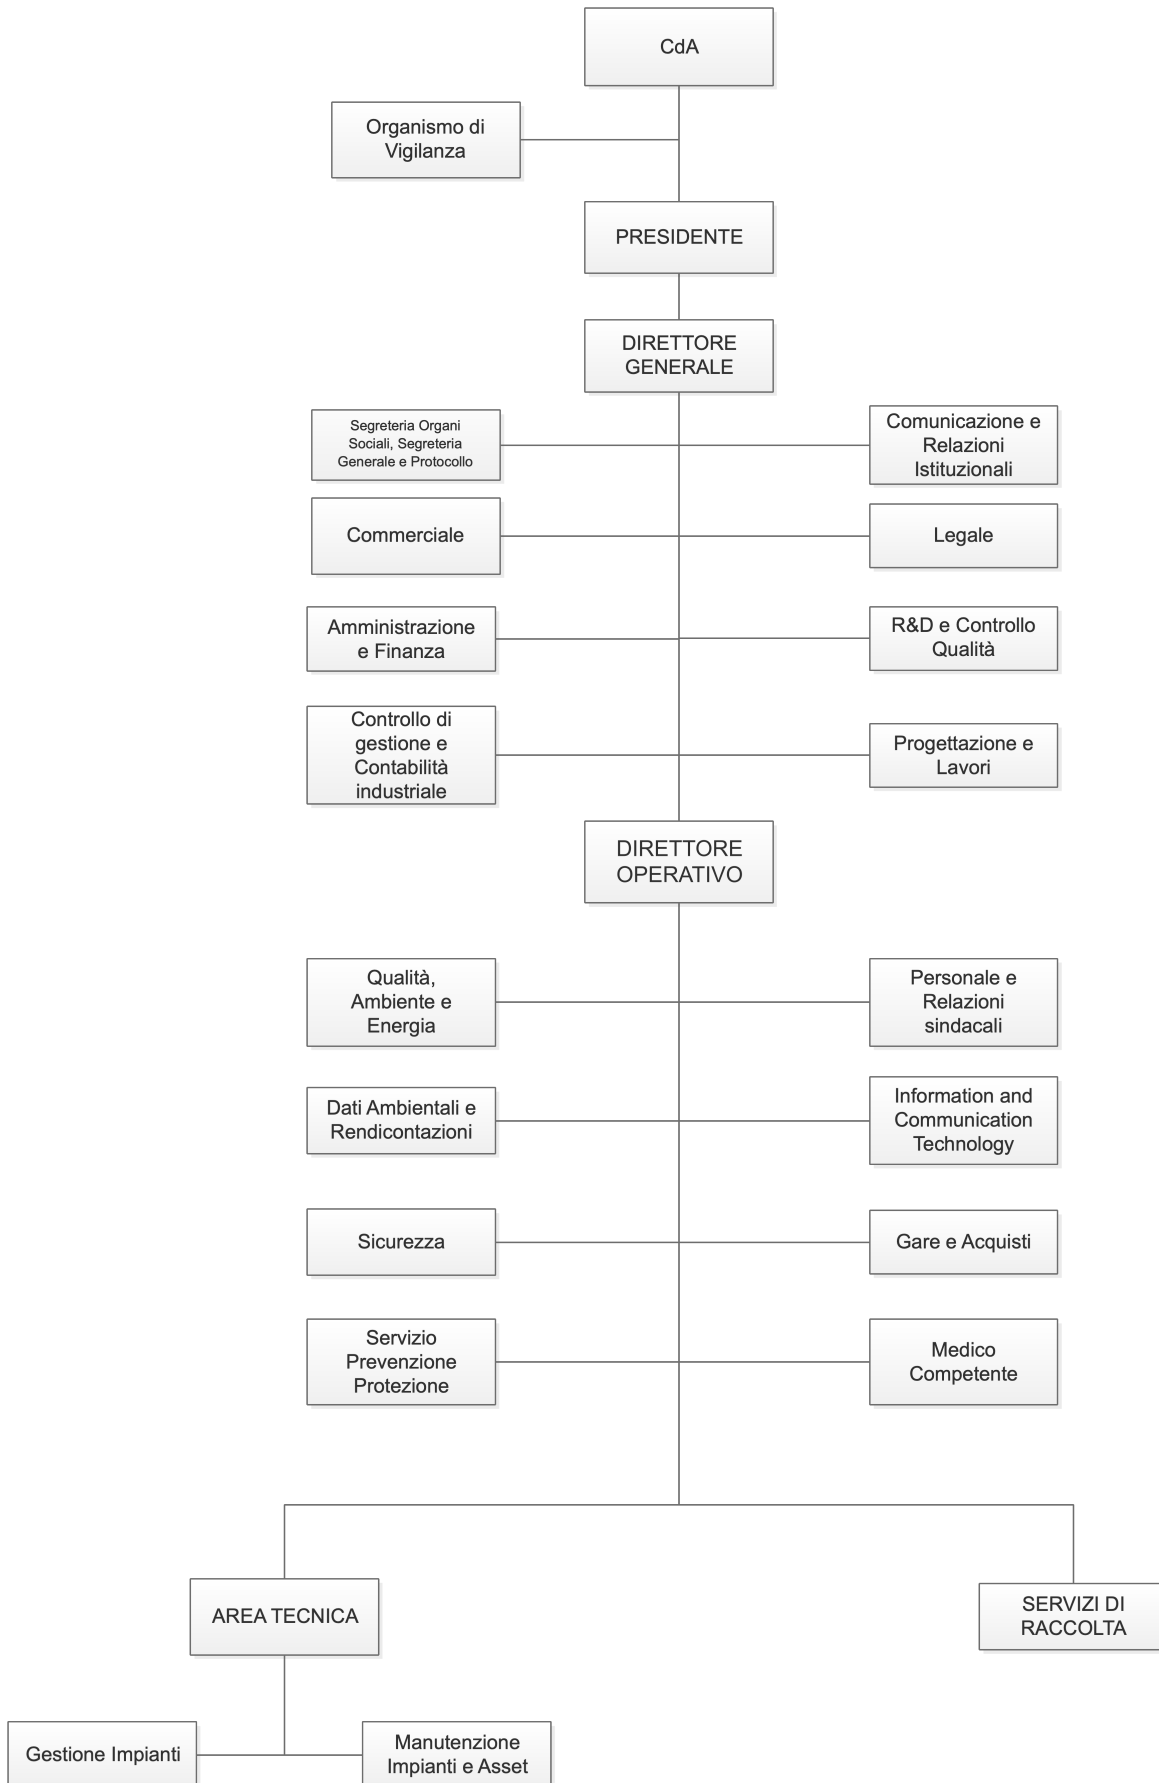 CdA
Organismo di
Vigilanza
PRESIDENTE
DIRETTORE
GENERALE
Segreteria Organi
Sociali, Segreteria
Generale e Protocollo
Comunicazione e
Relazioni
Istituzionali
Commerciale
Legale
Amministrazione
e Finanza
R&D e Controllo
Qualità
Controllo di
gestione e
Contabilità
industriale
Progettazione e
Lavori
DIRETTORE
OPERATIVO
Qualità,
Ambiente e
Energia
Personale e
Relazioni
sindacali
Dati Ambientali e
Rendicontazioni
Information and
Communication
Technology
Sicurezza
Gare e Acquisti
Servizio
Prevenzione
Protezione
Medico
Competente
AREA TECNICA
SERVIZI DI
RACCOLTA
Gestione Impianti
Manutenzione
Impianti e Asset